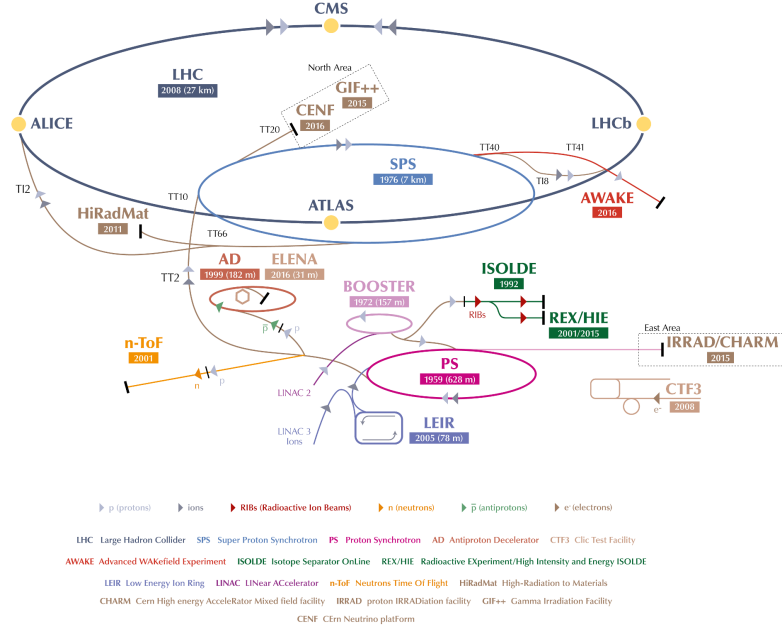 CMS
North Area
LHC
2008 (27 km)
GIF++
2015
CENF
2016
TT20
ALICE
LHCb
TT40
TT41
SPS
1976 (7 km)
TI8
TI2
TT10
AWAKE
2016
ATLAS
HiRadMat
2011
TT66
TT2
AD
1999 (182 m)
ELENA
2016 (31 m)
ISOLDE
1992
BOOSTER
1972 (157 m)
RIBs
REX/HIE
2001/2015
p̅
p
East Area
n-ToF
2001
IRRAD/CHARM
2015
PS
1959 (628 m)
n
p
LINAC 2
CTF3
2008
e-
LINAC 3
Ions
LEIR
2005 (78 m)
p (protons) ions RIBs (Radioactive Ion Beams) n (neutrons) p̅ (antiprotons) e- (electrons)
LHC Large Hadron Collider SPS Super Proton Synchrotron PS Proton Synchrotron AD Antiproton Decelerator CTF3 Clic Test Facility
AWAKE Advanced WAKefield Experiment ISOLDE Isotope Separator OnLine REX/HIE Radioactive EXperiment/High Intensity and Energy ISOLDE
LEIR Low Energy Ion Ring LINAC LINear ACcelerator n-ToF Neutrons Time Of Flight HiRadMat High-Radiation to Materials
CHARM Cern High energy AcceleRator Mixed field facility IRRAD proton IRRADiation facility GIF++ Gamma Irradiation Facility
CENF CErn Neutrino platForm